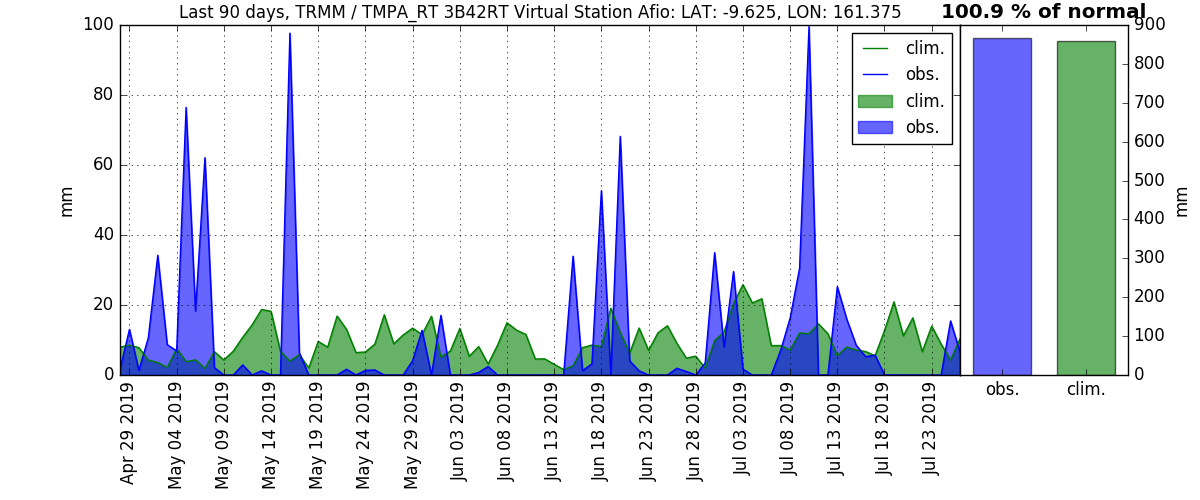 Last 90 days, TRMM / TMPA_RT 3B42RT Virtual Station Afio: LAT: -9.625, LON: 161.375
100.9 % of normal
100
80
60
40
20
0
mm
clim.
obs.
clim.
obs.
900
800
700
600
500
400
300
200
100
0
mm
obs.
clim.
Apr 29 2019
May 04 2019
May 09 2019
May 14 2019
May 19 2019
May 24 2019
May 29 2019
Jun 03 2019
Jun 08 2019
Jun 13 2019
Jun 18 2019
Jun 23 2019
Jun 28 2019
Jul 03 2019
Jul 08 2019
Jul 13 2019
Jul 18 2019
Jul 23 2019